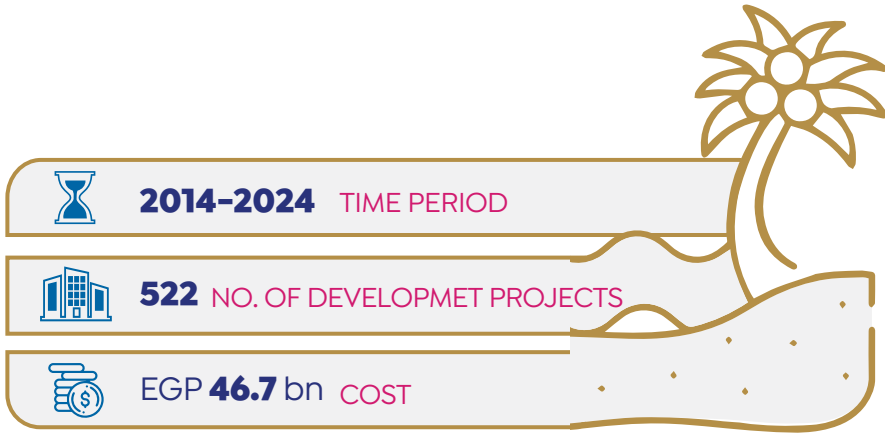 2014-2024 TIME PERIOD
522 NO. OF DEVELOPMET PROJECTS
EGP 46.7 bn COST
$